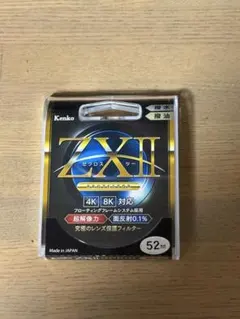 Kenko
撥水
撥油
ZXII
ゼクロス ツー
4K 8K 対応
フローティングフレームシステム採用
超解像力 面反射0.1%
究極のレンズ保護フィルター
Made in JAPAN
52mm